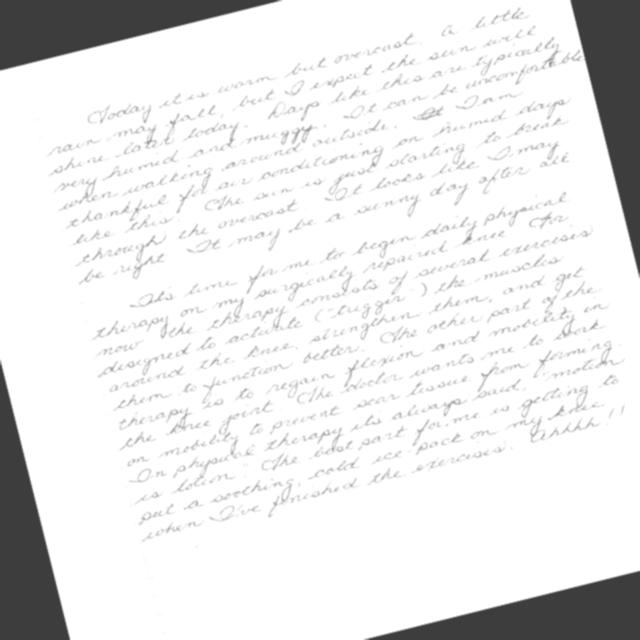 Today it is warm but overcast. A little
rain may fall, but I expect the sun will
shine later today. Days like this are typically
very humid and muggy. It can be uncomfortable
when walking around outside. I am
thankful for air conditioning on humid days
like this! The sun is just starting to break
through the overcast. It looks like I may
be right. It may be a sunny day after all.
It's time for me to begin daily physical
therapy on my surgically repaired knee. For
now the therapy consists of several exercises
designed to activate ("trigger") the muscles
around the knee, strengthen them, and get
them to function better. The other part of the
therapy is to regain flexion and mobility in
the knee joint. The doctor wants me to work
on mobility to prevent scar tissue from forming.
In physical therapy it's always said "motion
is lotion". The best part for me is getting to
put a soothing, cold ice pack on my knee
when I've finished the exercises. Ahhhh!!